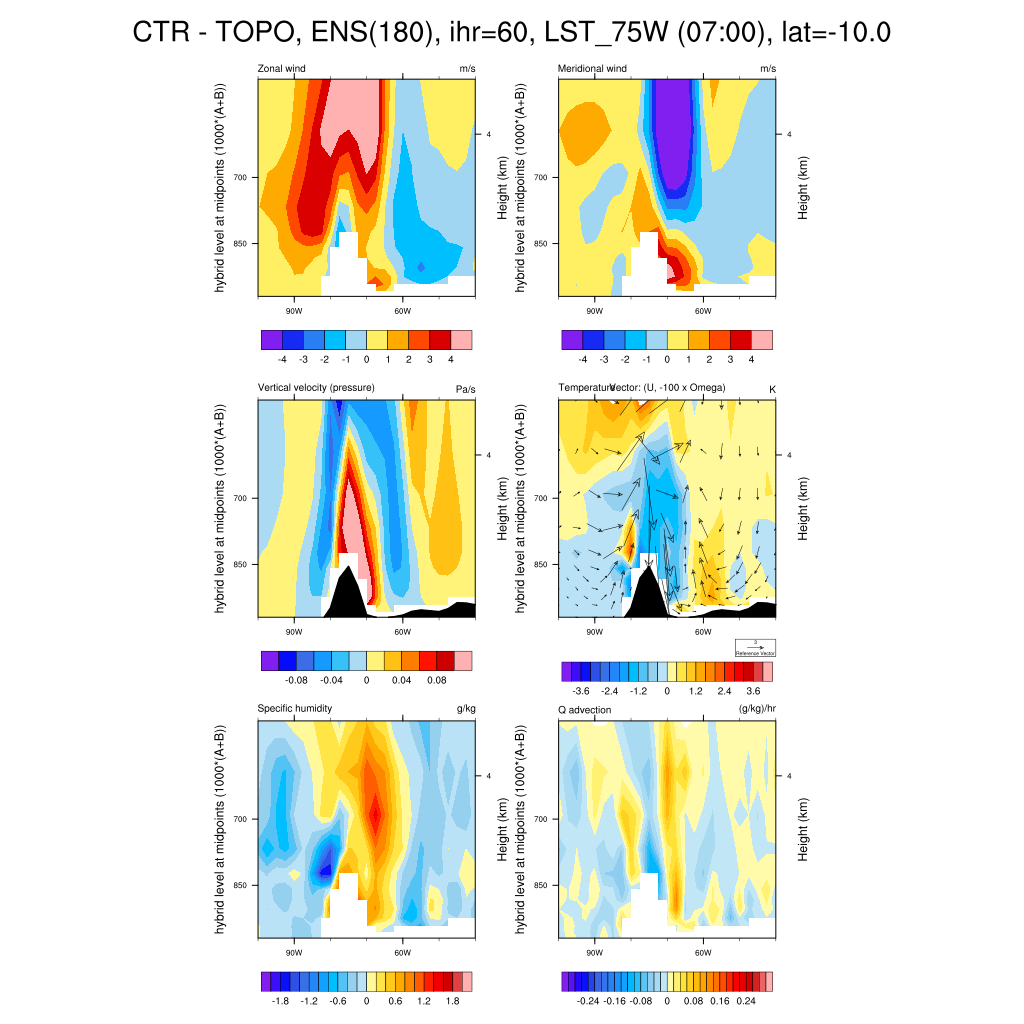 CTR - TOPO, ENS(180), ihr=60, LST_75W (07:00), lat=-10.0
Zonal wind m/s
Meridional wind m/s
hybrid level at midpoints (1000*(A+B))
700
850
90W 60W
4
Height (km)
hybrid level at midpoints (1000*(A+B))
700
850
90W 60W
4
Height (km)
-4 -3 -2 -1 0 1 2 3 4
-4 -3 -2 -1 0 1 2 3 4
Vertical velocity (pressure) Pa/s
Temperature Vector: (U, -100 x Omega) K
hybrid level at midpoints (1000*(A+B))
700
850
90W 60W
4
Height (km)
hybrid level at midpoints (1000*(A+B))
700
850
90W 60W
4
Height (km)
3
Reference Vector
-0.08 -0.04 0 0.04 0.08
-3.6 -2.4 -1.2 0 1.2 2.4 3.6
Specific humidity g/kg
Q advection (g/kg)/hr
hybrid level at midpoints (1000*(A+B))
700
850
90W 60W
4
Height (km)
hybrid level at midpoints (1000*(A+B))
700
850
90W 60W
4
Height (km)
-1.8 -1.2 -0.6 0 0.6 1.2 1.8
-0.24 -0.16 -0.08 0 0.08 0.16 0.24